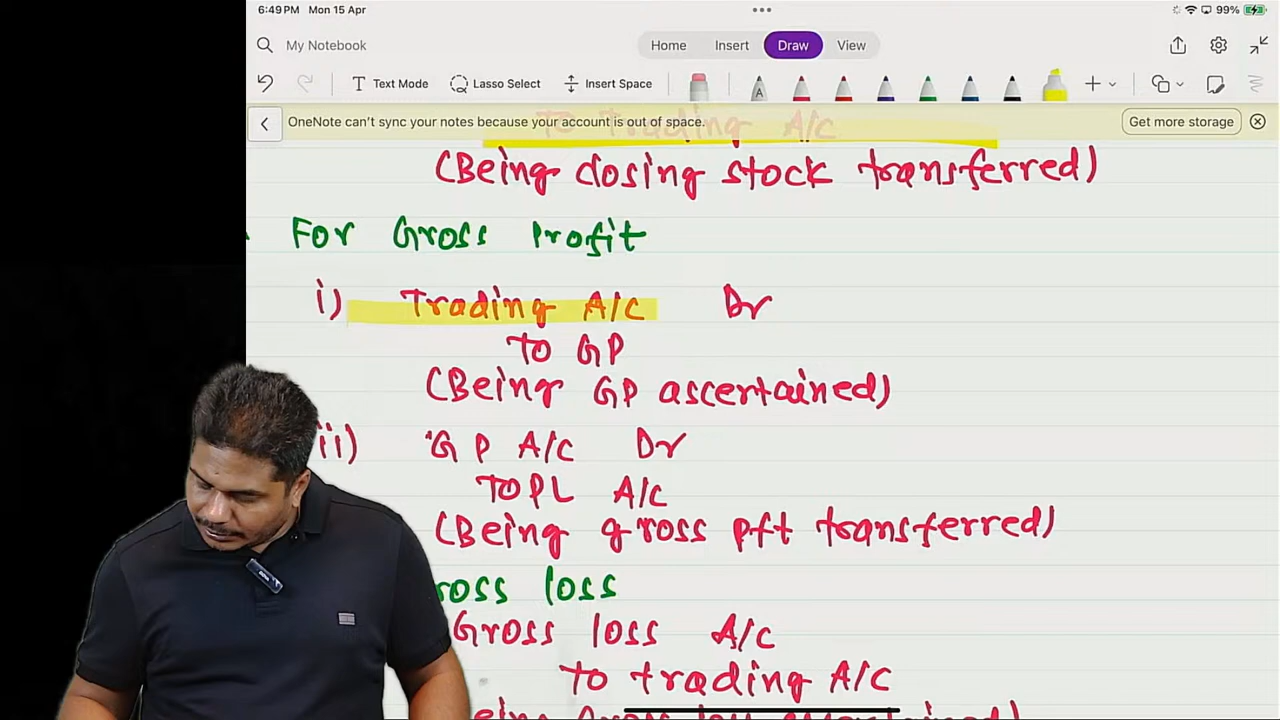 6:49 PM Mon 15 Apr
99%
My Notebook
Home Insert Draw View
Text Mode Lasso Select Insert Space
OneNote can't sync your notes because your account is out of space.
Get more storage
To Trading A/C
(Being closing stock transferred)
For Gross Profit
i) Trading A/C Dr
To GP
(Being GP ascertained)
ii) GP A/C Dr
To PL A/C
(Being gross pft transferred)
ross loss
Gross loss A/C
To trading A/C